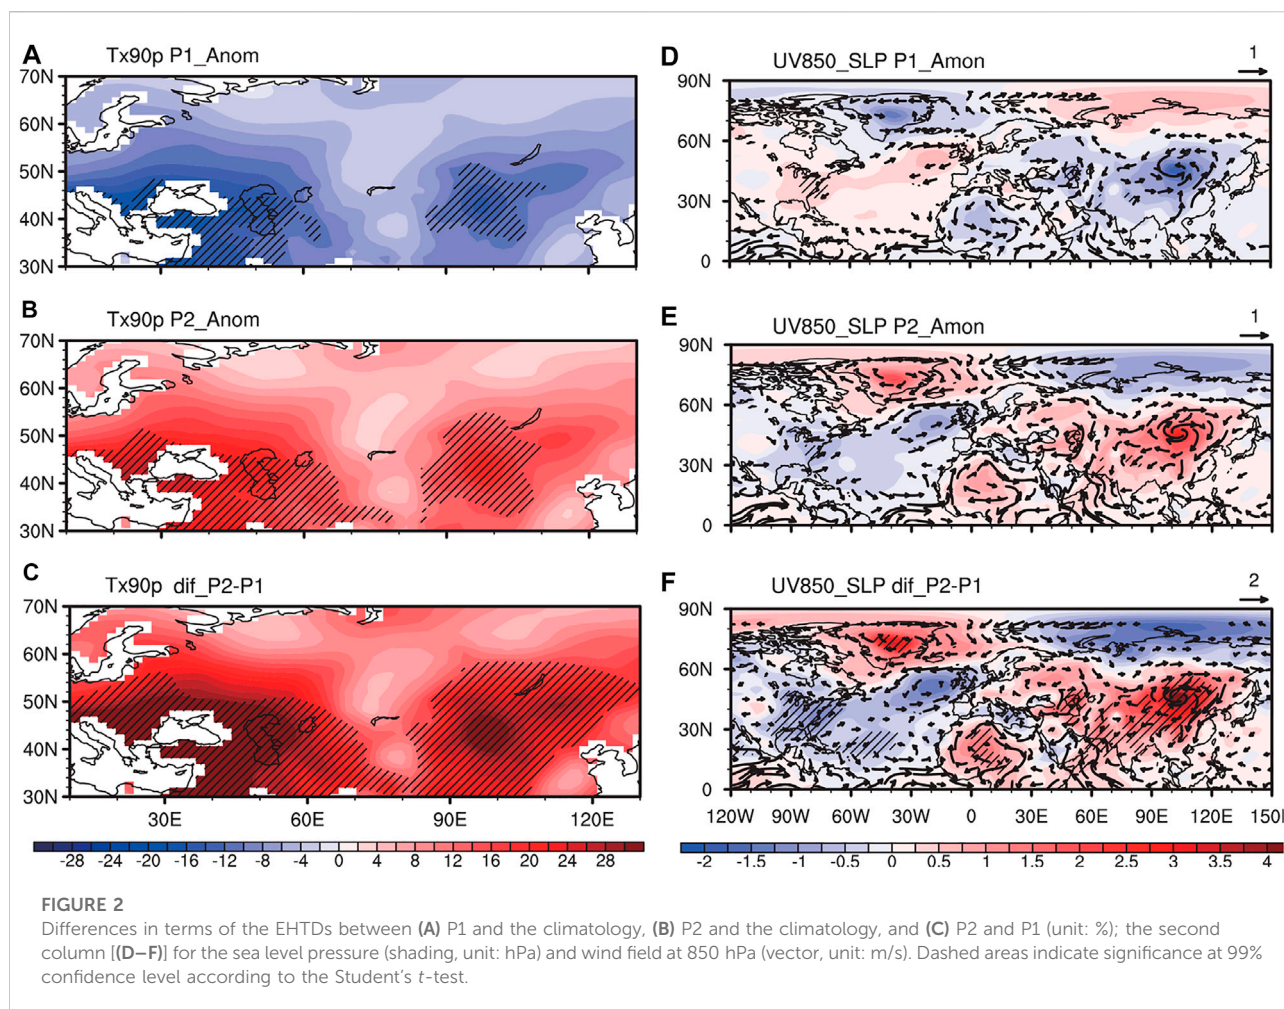 A
Tx90p P1_Anom
70N
60N
50N
40N
30N
B
Tx90p P2_Anom
70N
60N
50N
40N
30N
C
Tx90p dif_P2-P1
70N
60N
50N
40N
30N
30E 60E 90E 120E
-28 -24 -20 -16 -12 -8 -4 0 4 8 12 16 20 24 28
D
UV850_SLP P1_Amon
1
90N
60N
30N
0
E
UV850_SLP P2_Amon
1
90N
60N
30N
0
F
UV850_SLP dif_P2-P1
2
90N
60N
30N
0
120W 90W 60W 30W 0 30E 60E 90E 120E 150E
-2 -1.5 -1 -0.5 0 0.5 1 1.5 2 2.5 3 3.5 4
FIGURE 2
Differences in terms of the EHTDs between (A) P1 and the climatology, (B) P2 and the climatology, and (C) P2 and P1 (unit: %); the second
column [(D–F)] for the sea level pressure (shading, unit: hPa) and wind field at 850 hPa (vector, unit: m/s). Dashed areas indicate significance at 99%
confidence level according to the Student's t-test.